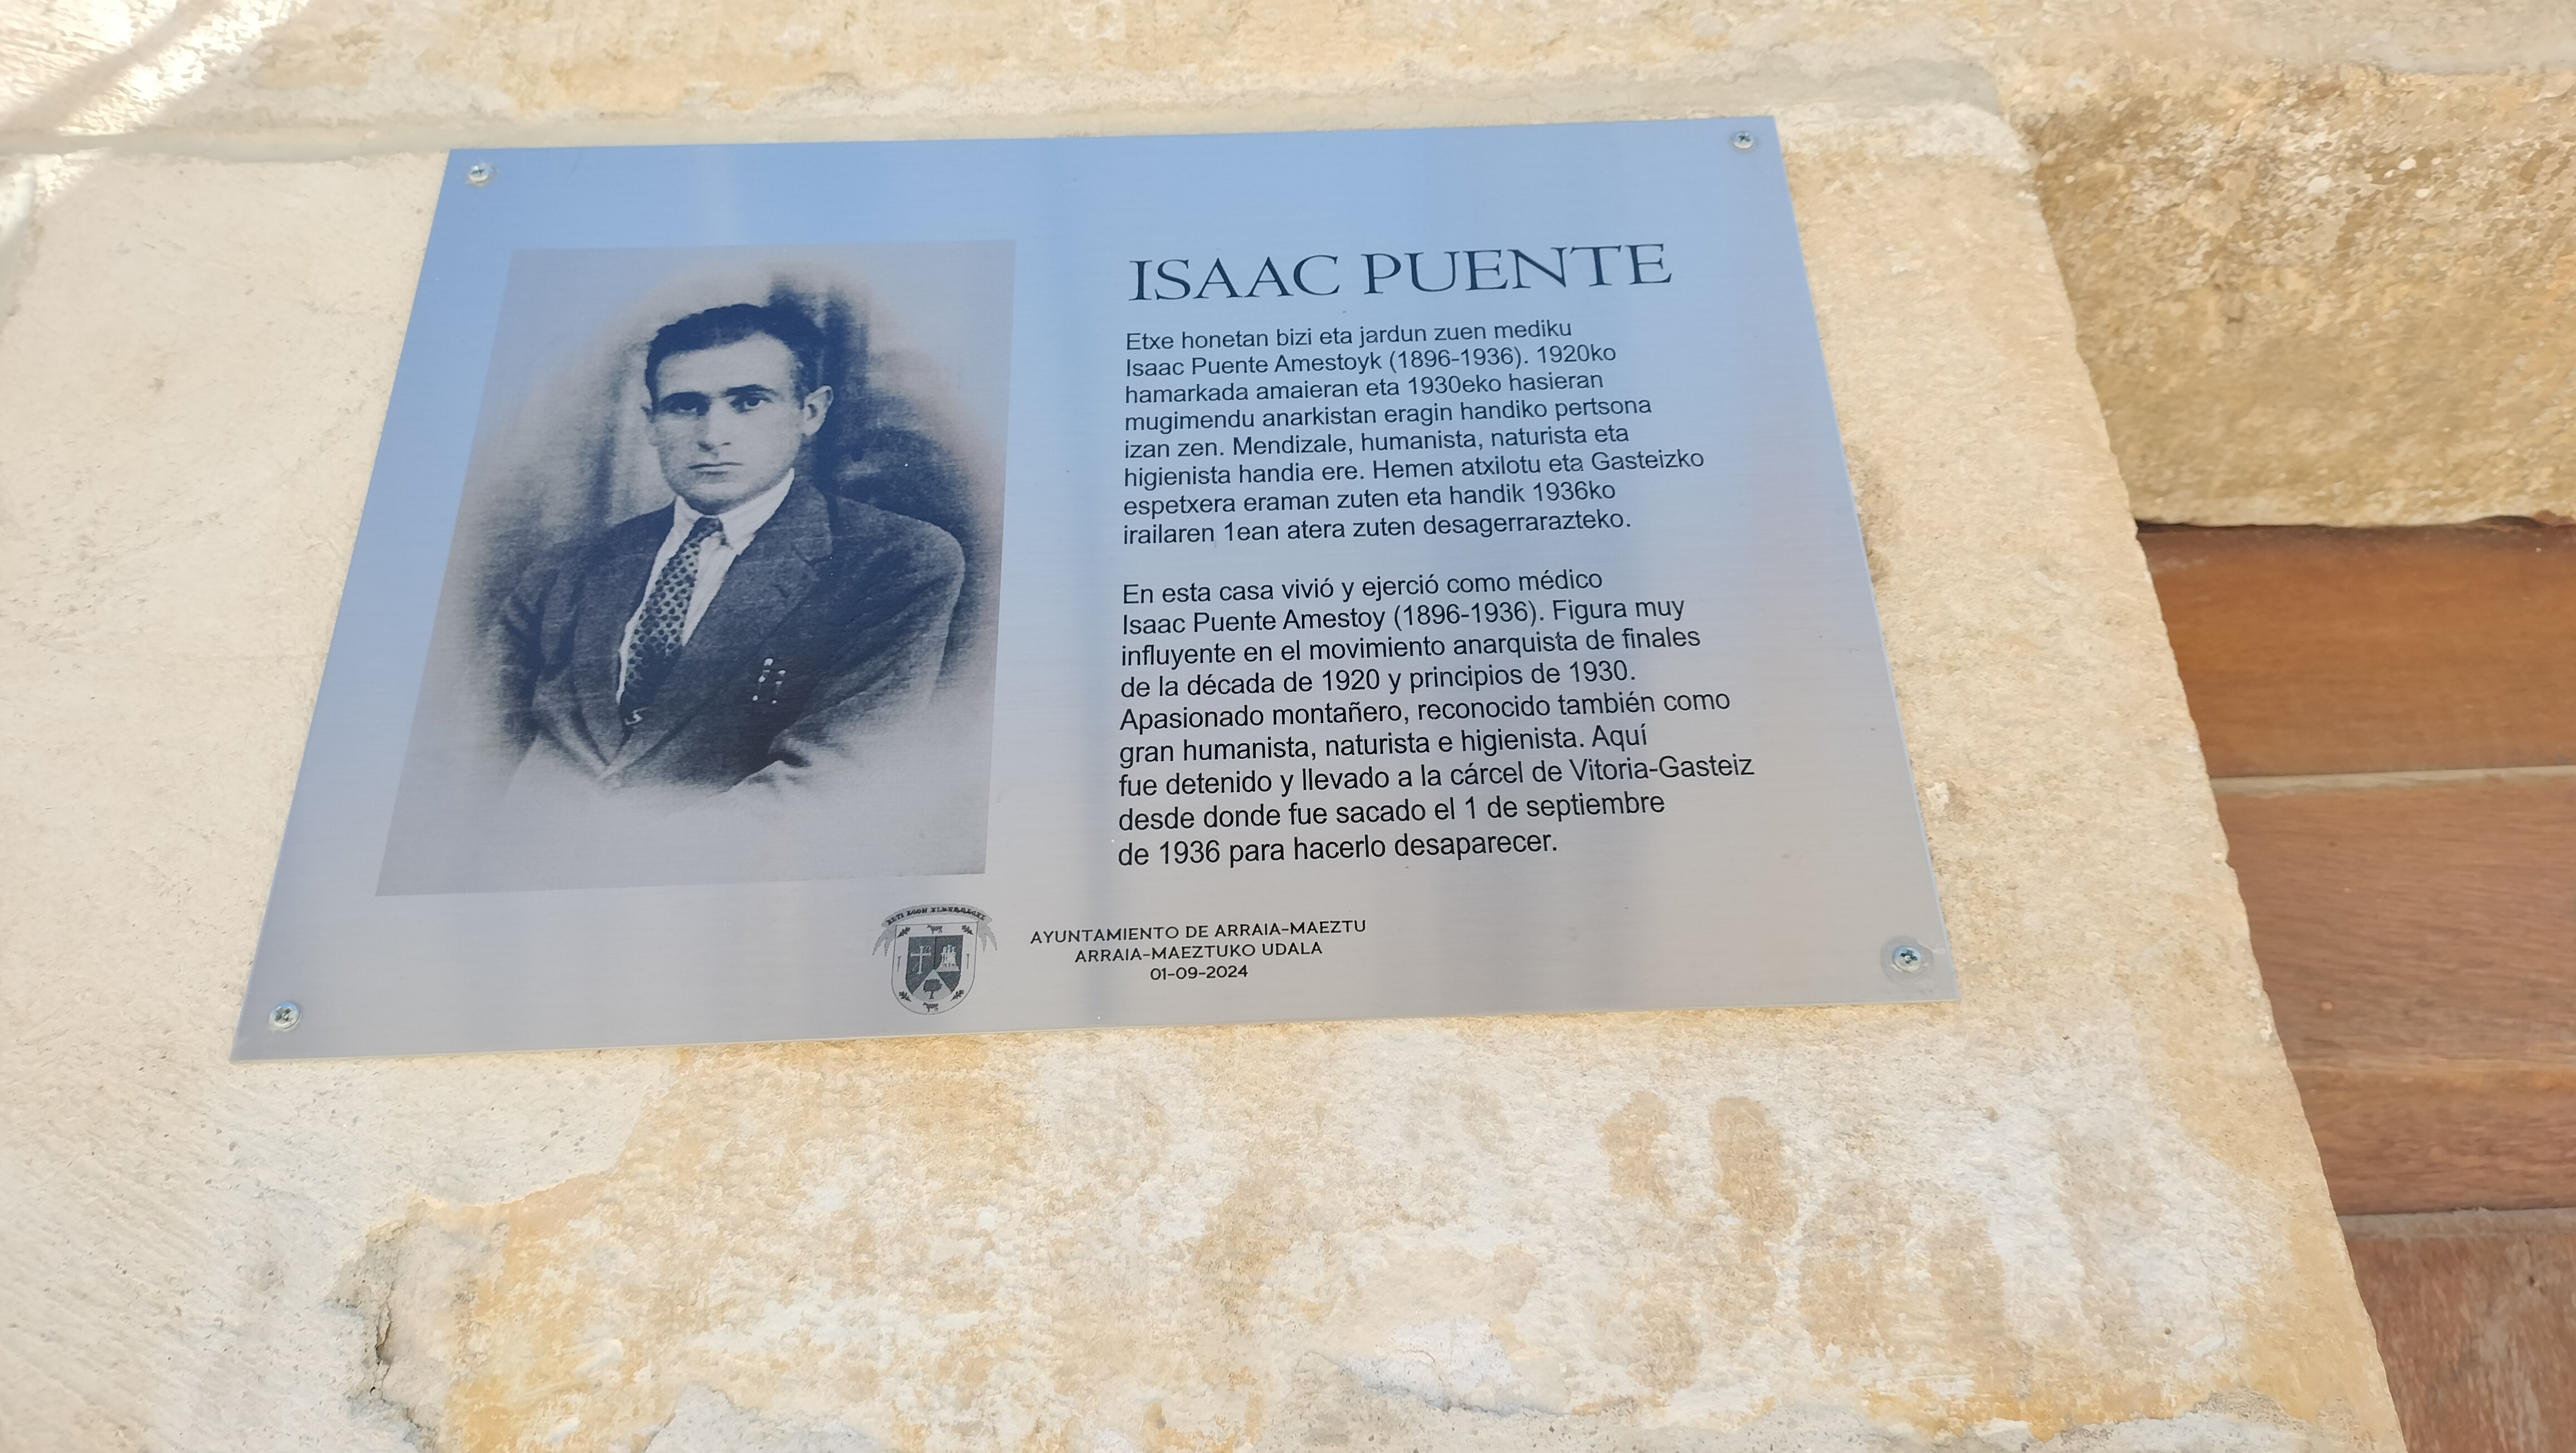 ISAAC PUENTE
Etxe honetan bizi eta jardun zuen mediku
Isaac Puente Amestoyk (1896-1936). 1920ko
hamarkada amaieran eta 1930eko hasieran
mugimendu anarkistan eragin handiko pertsona
izan zen. Mendizale, humanista, naturista eta
higienista handia ere. Hemen atxilotu eta Gasteizko
espetxera eraman zuten eta handik 1936ko
irailaren 1ean atera zuten desagerrarazteko.
En esta casa vivió y ejerció como médico
Isaac Puente Amestoy (1896-1936). Figura muy
influyente en el movimiento anarquista de finales
de la década de 1920 y principios de 1930.
Apasionado montañero, reconocido también como
gran humanista, naturista e higienista. Aquí
fue detenido y llevado a la cárcel de Vitoria-Gasteiz
desde donde fue sacado el 1 de septiembre
de 1936 para hacerlo desaparecer.
AYUNTAMIENTO DE ARRAIA-MAEZTU
ARRAIA-MAEZTUKO UDALA
01-09-2024